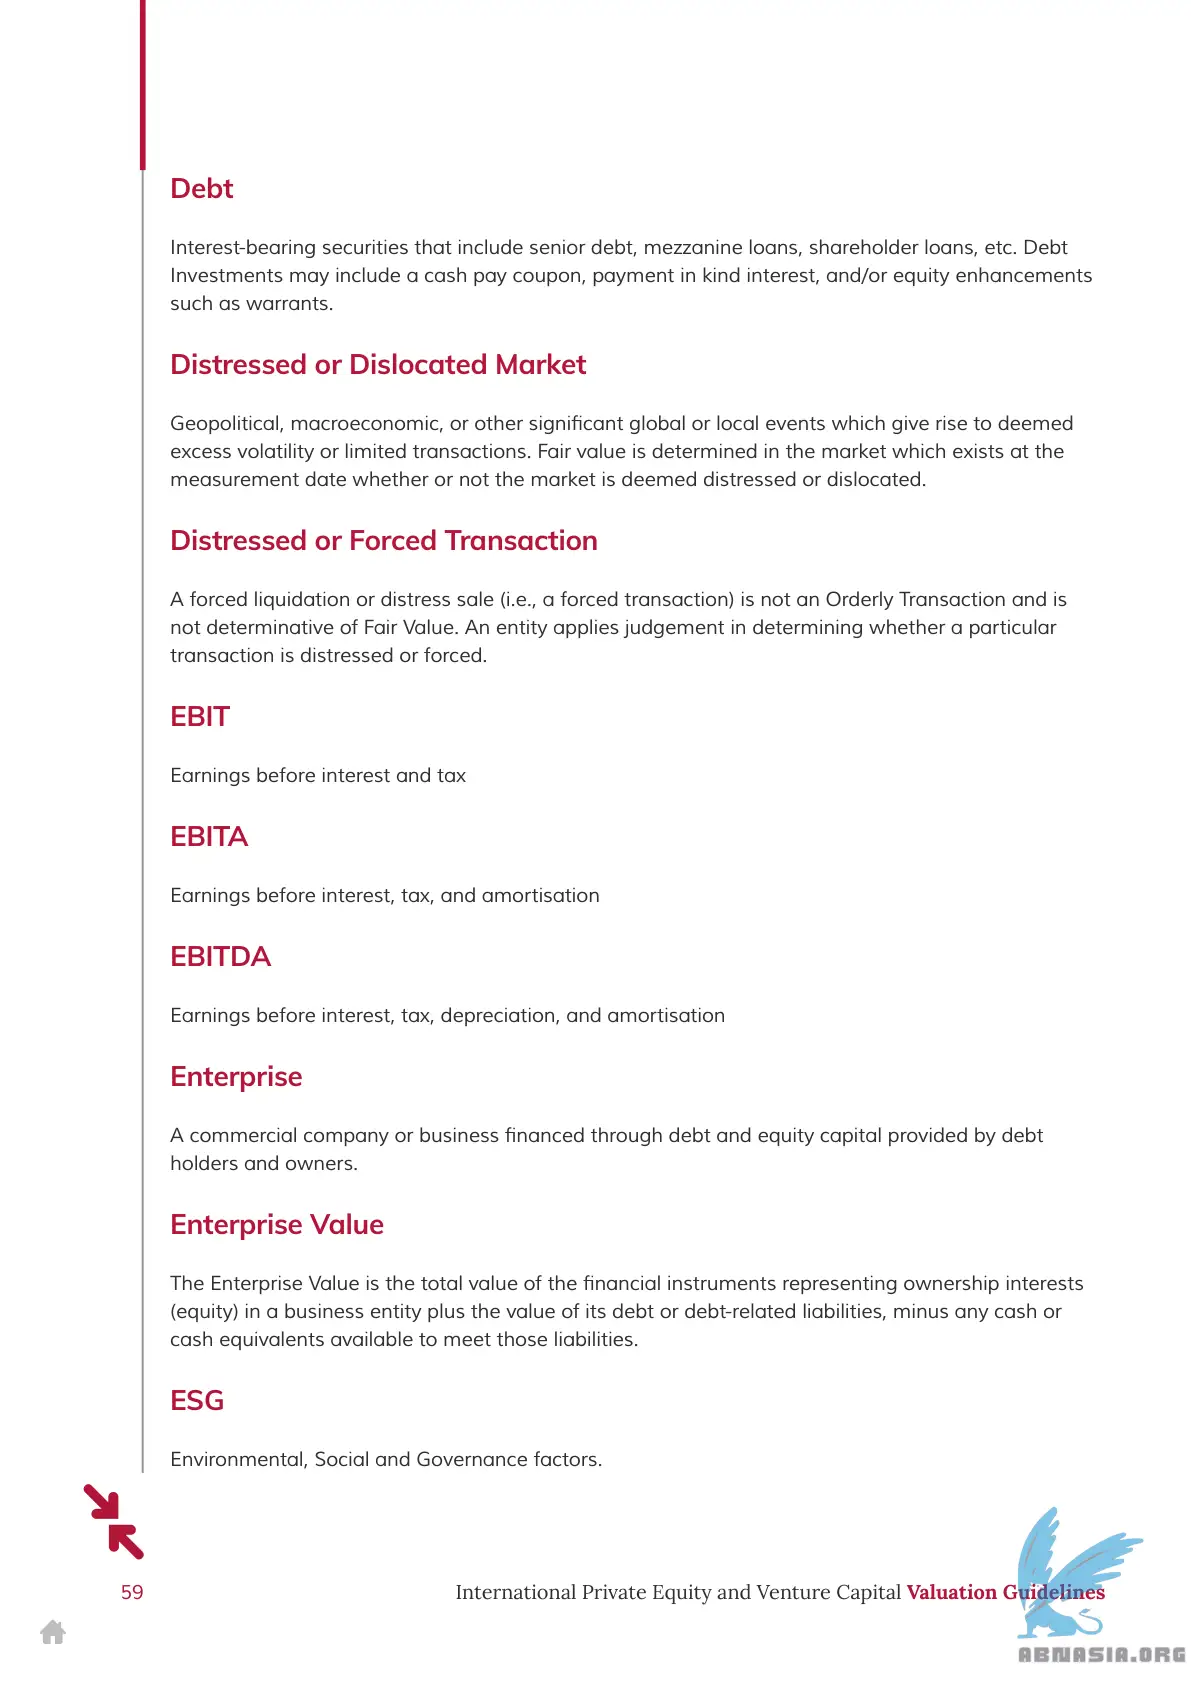 Debt
Interest-bearing securities that include senior debt, mezzanine loans, shareholder loans, etc. Debt
Investments may include a cash pay coupon, payment in kind interest, and/or equity enhancements
such as warrants.
Distressed or Dislocated Market
Geopolitical, macroeconomic, or other significant global or local events which give rise to deemed
excess volatility or limited transactions. Fair value is determined in the market which exists at the
measurement date whether or not the market is deemed distressed or dislocated.
Distressed or Forced Transaction
A forced liquidation or distress sale (i.e., a forced transaction) is not an Orderly Transaction and is
not determinative of Fair Value. An entity applies judgement in determining whether a particular
transaction is distressed or forced.
EBIT
Earnings before interest and tax
EBITA
Earnings before interest, tax, and amortisation
EBITDA
Earnings before interest, tax, depreciation, and amortisation
Enterprise
A commercial company or business financed through debt and equity capital provided by debt
holders and owners.
Enterprise Value
The Enterprise Value is the total value of the financial instruments representing ownership interests
(equity) in a business entity plus the value of its debt or debt-related liabilities, minus any cash or
cash equivalents available to meet those liabilities.
ESG
Environmental, Social and Governance factors.
59
International Private Equity and Venture Capital Valuation Guidelines
ABNASIA.ORG